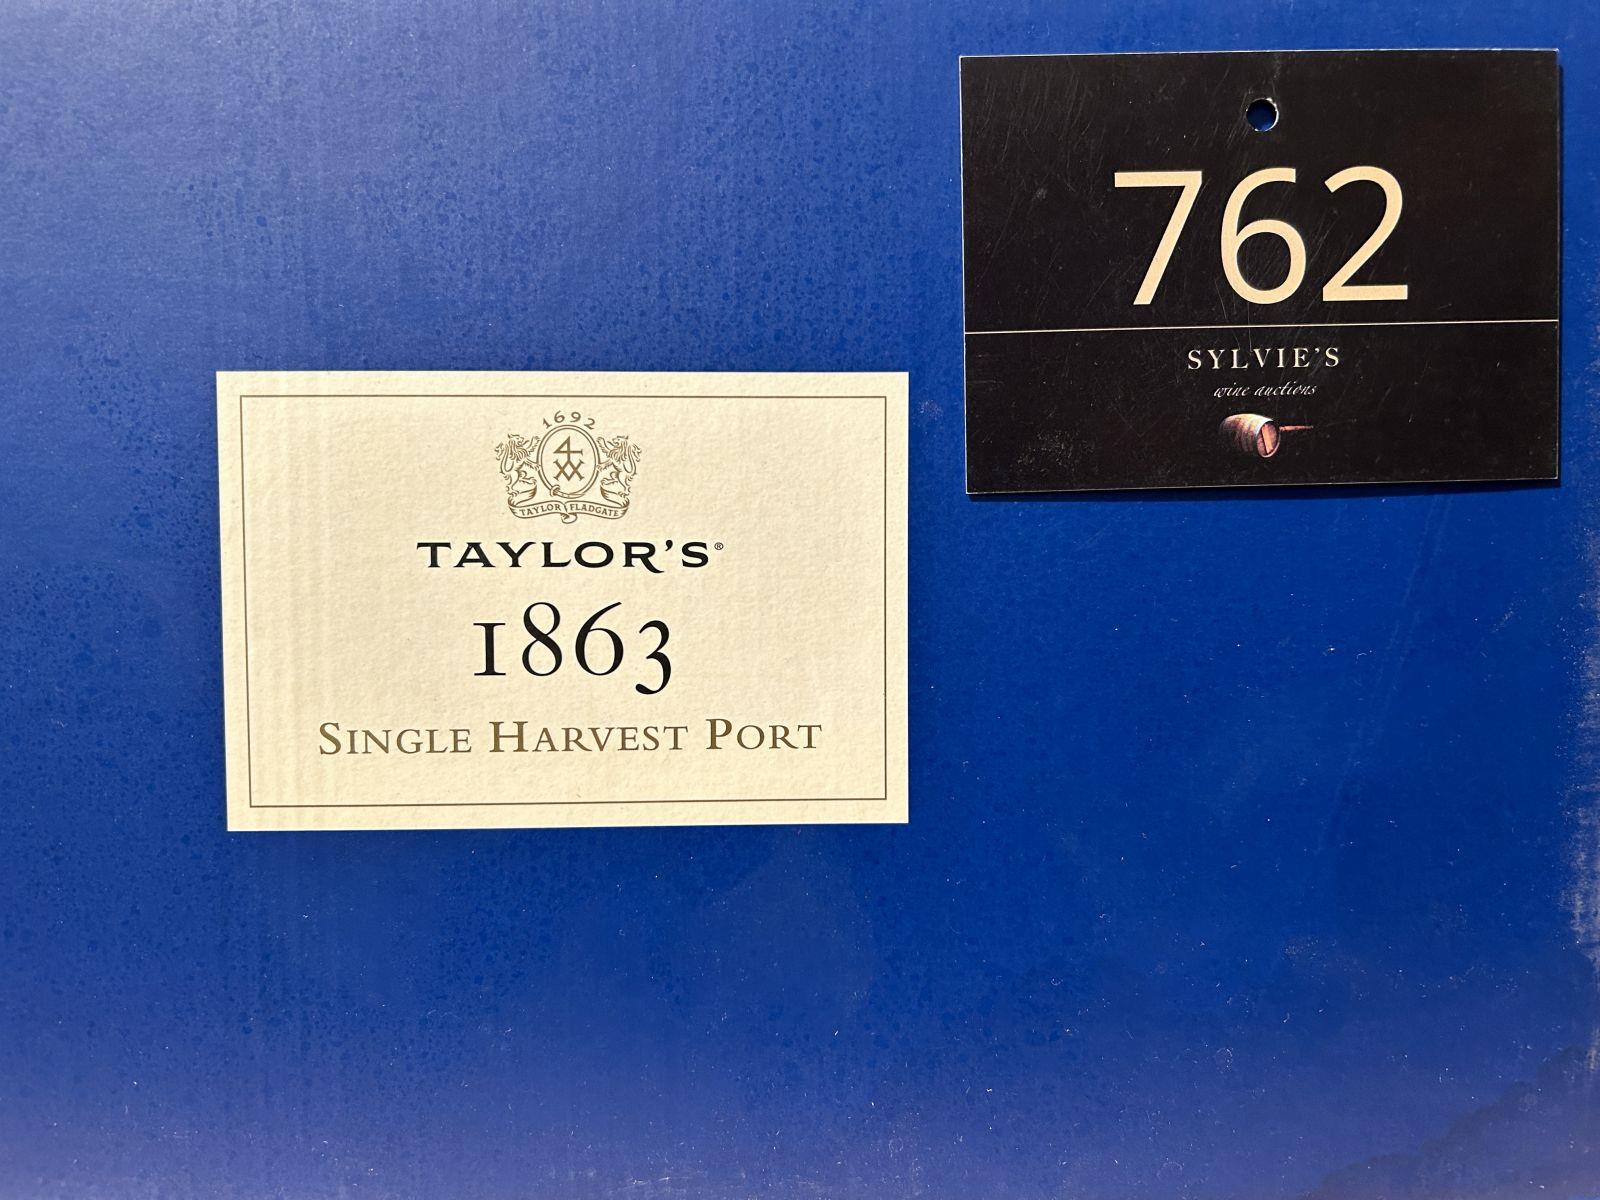 762
SYLVIE'S
wine auctions
1692
TAYLOR FLADGATE
TAYLOR'S®
1863
SINGLE HARVEST PORT